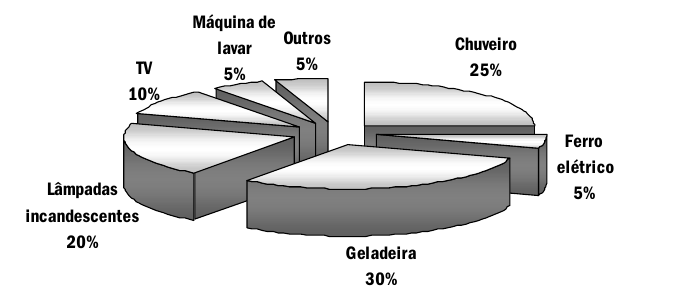 Máquina de
lavar
5%
Outros
5%
Chuveiro
25%
TV
10%
Ferro
elétrico
5%
Lâmpadas
incandescentes
20%
Geladeira
30%